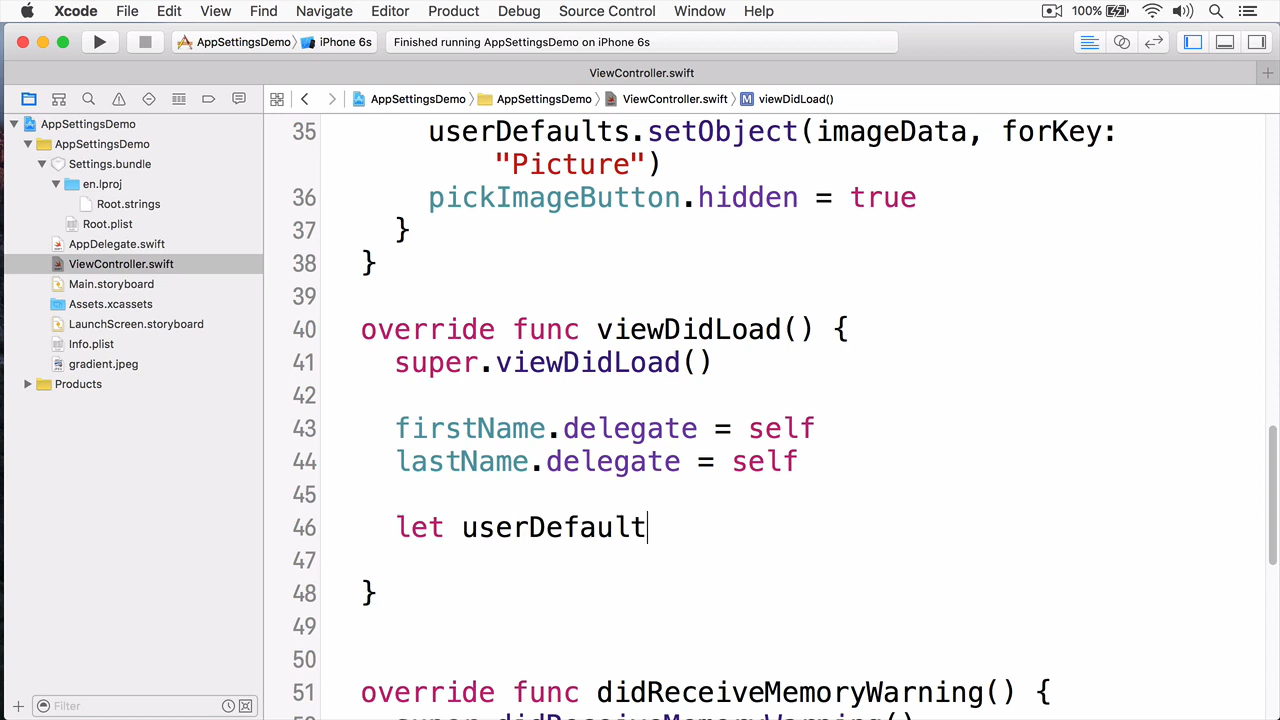 Xcode File Edit View Find Navigate Editor Product Debug Source Control Window Help 100%
AppSettingsDemo iPhone 6s Finished running AppSettingsDemo on iPhone 6s
ViewController.swift
AppSettingsDemo AppSettingsDemo ViewController.swift M viewDidLoad()
AppSettingsDemo
AppSettingsDemo
Settings.bundle
en.lproj
Root.strings
Root.plist
AppDelegate.swift
ViewController.swift
Main.storyboard
Assets.xcassets
LaunchScreen.storyboard
Info.plist
gradient.jpeg
Products
Filter
35 userDefaults.setObject(imageData, forKey:
"Picture")
36 pickImageButton.hidden = true
37 }
38 }
39
40 override func viewDidLoad() {
41 super.viewDidLoad()
42
43 firstName.delegate = self
44 lastName.delegate = self
45
46 let userDefault
47
48 }
49
50
51 override func didReceiveMemoryWarning() {
super.didReceiveMemoryWarning()